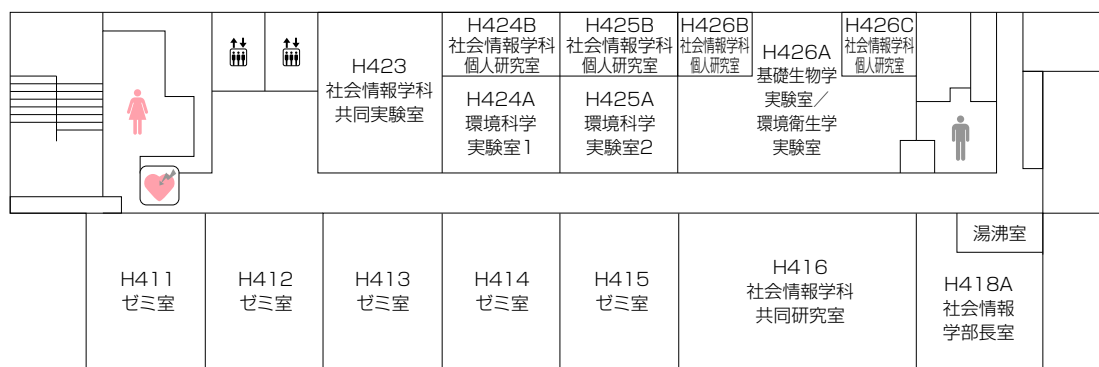 H423
社会情報学科
共同実験室
H424B
社会情報学科
個人研究室
H424A
環境科学
実験室1
H425B
社会情報学科
個人研究室
H425A
環境科学
実験室2
H426B
社会情報学科
個人研究室
H426A
基礎生物学
実験室／
環境衛生学
実験室
H426C
社会情報学科
個人研究室
H411
ゼミ室
H412
ゼミ室
H413
ゼミ室
H414
ゼミ室
H415
ゼミ室
H416
社会情報学科
共同研究室
湯沸室
H418A
社会情報
学部長室